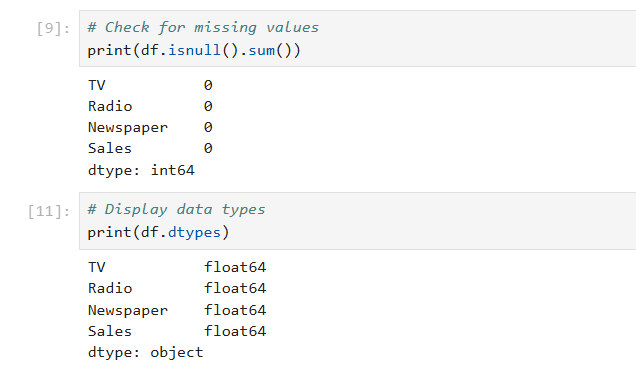 [9]: # Check for missing values
print(df.isnull().sum())
TV 0
Radio 0
Newspaper 0
Sales 0
dtype: int64
[11]: # Display data types
print(df.dtypes)
TV float64
Radio float64
Newspaper float64
Sales float64
dtype: object